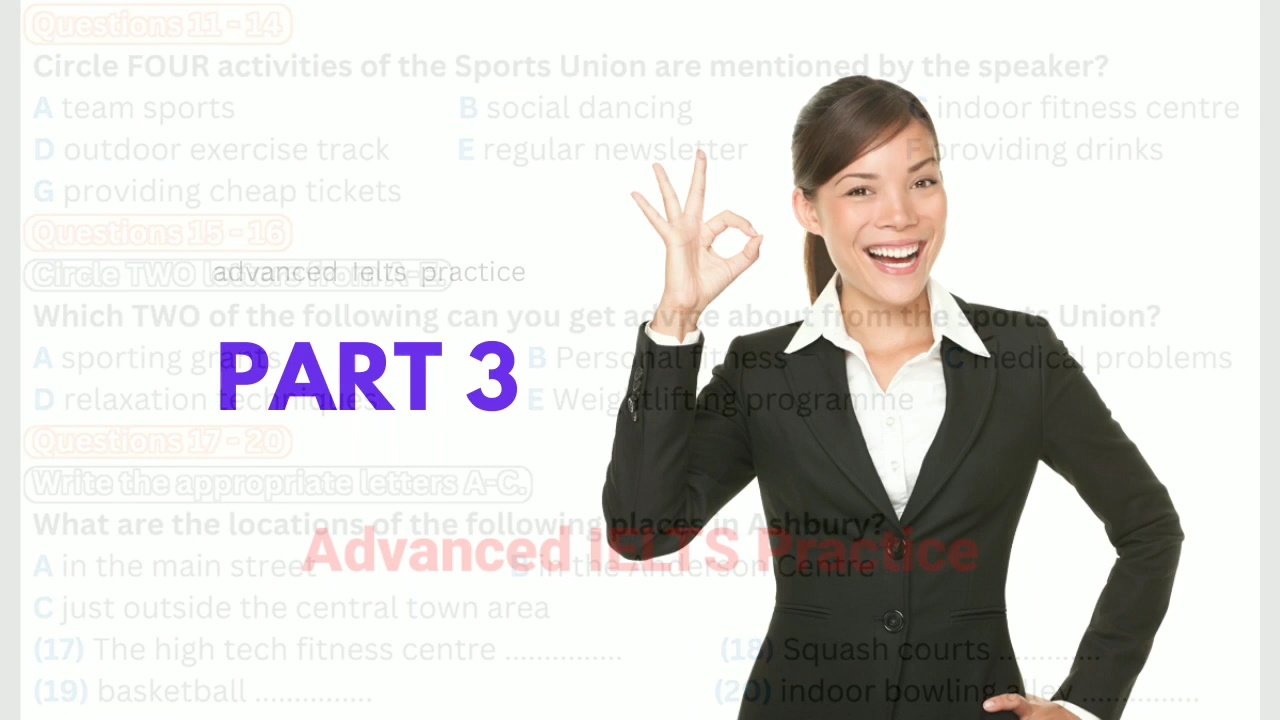 Questions 11 - 14
Circle FOUR activities of the Sports Union are mentioned by the speaker?
A team sports B social dancing C indoor fitness centre
D outdoor exercise track E regular newsletter F providing drinks
G providing cheap tickets
Questions 15 - 16
Circle TWO from A-E.
advanced Ielts practice
Which TWO of the following can you get advice about from the sports Union?
PART 3
A sporting grants B Personal fitness C medical problems
D relaxation techniques E Weightlifting programme
Questions 17 - 20
Write the appropriate letters A-C.
What are the locations of the following places in Ashbury?
Advanced IELTS Practice
A in the main street B in the Anderson Centre
C just outside the central town area
(17) The high tech fitness centre ............... (18) Squash courts .............
(19) basketball ............... (20) indoor bowling alley ...............